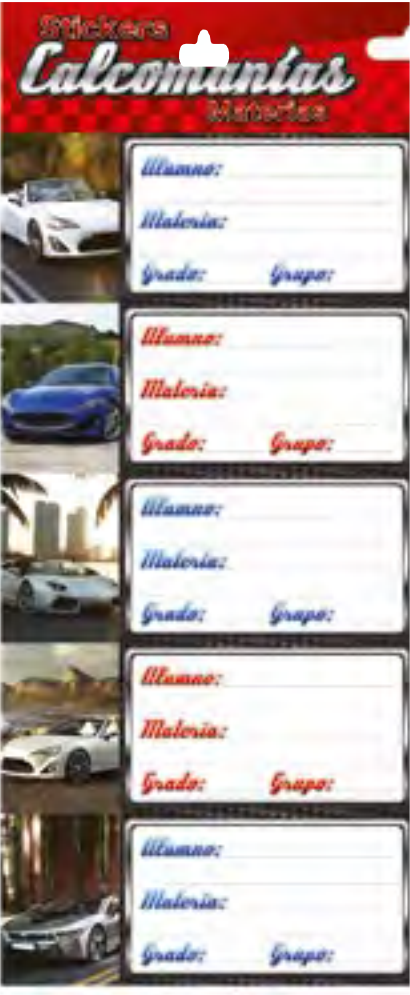 Stickers
Calcomanías
Materias
Alumno:
Materia:
Grado: Grupo:
Alumno:
Materia:
Grado: Grupo:
Alumno:
Materia:
Grado: Grupo:
Alumno:
Materia:
Grado: Grupo:
Alumno:
Materia:
Grado: Grupo: